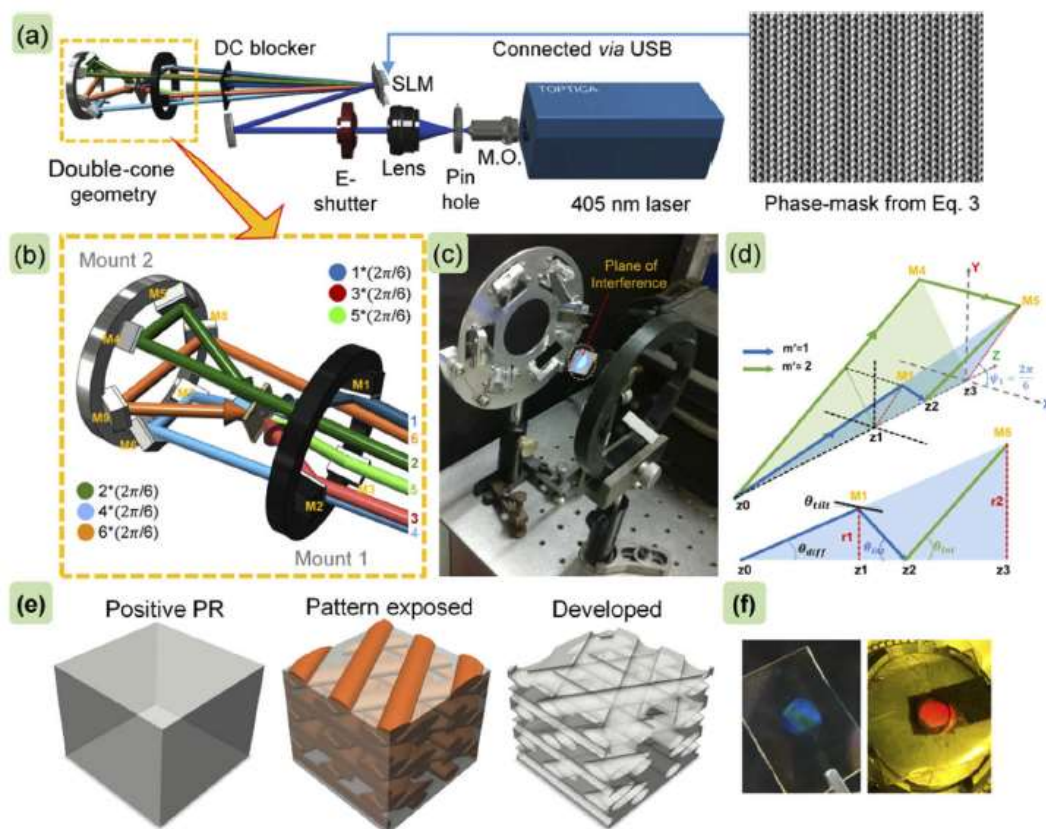 (a)
DC blocker
Connected via USB
SLM
TOPTICA
Double-cone
geometry
E-
shutter
Lens
Pin
hole
M.O.
405 nm laser
Phase-mask from Eq. 3
(b)
Mount 2
1*(2π/6)
3*(2π/6)
5*(2π/6)
M5
M4
M8
M9
M6
M1
M3
M2
1
6
2
5
3
4
2*(2π/6)
4*(2π/6)
6*(2π/6)
Mount 1
(c)
Plane of
Interference
(d)
M4
Y
M5
m'=1
m'= 2
M1
Z
X
z3
z2
z1
z0
M5
θtilt
M1
r1
r2
θdiff
z0
z1
z2
z3
(e)
Positive PR
Pattern exposed
Developed
(f)